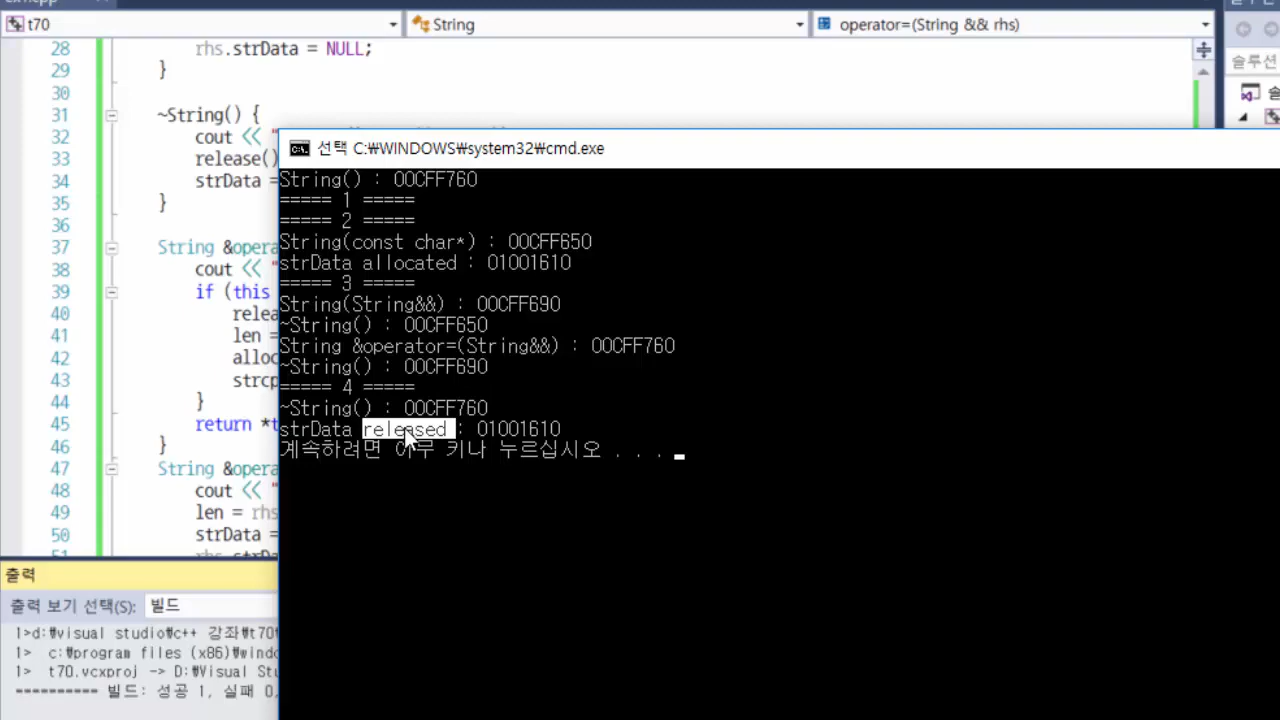 t70
String
operator=(String && rhs)
솔루션
28 rhs.strData = NULL;
29 }
30
31 ~String() {
32 cout << "
33 release()
34 strData =
35 }
36
37 String &opera
38 cout << "
39 if (this
40 relea
41 len =
42 alloc
43 strcp
44 }
45 return *t
46 }
47 String &opera
48 cout << "
49 len = rhs
50 strData =
선택 C:\WINDOWS\system32\cmd.exe
String() : 00CFF760
===== 1 =====
===== 2 =====
String(const char*) : 00CFF650
strData allocated : 01001610
===== 3 =====
String(String&&) : 00CFF690
~String() : 00CFF650
String &operator=(String&&) : 00CFF760
~String() : 00CFF690
===== 4 =====
~String() : 00CFF760
strData released : 01001610
계속하려면 아무 키나 누르십시오 . . .
출력
출력 보기 선택(S): 빌드
1>d:\visual studio\c++ 강좌\t70\
1> c:\program files (x86)\windo
1> t70.vcxproj -> D:\Visual Stu
========== 빌드: 성공 1, 실패 0,